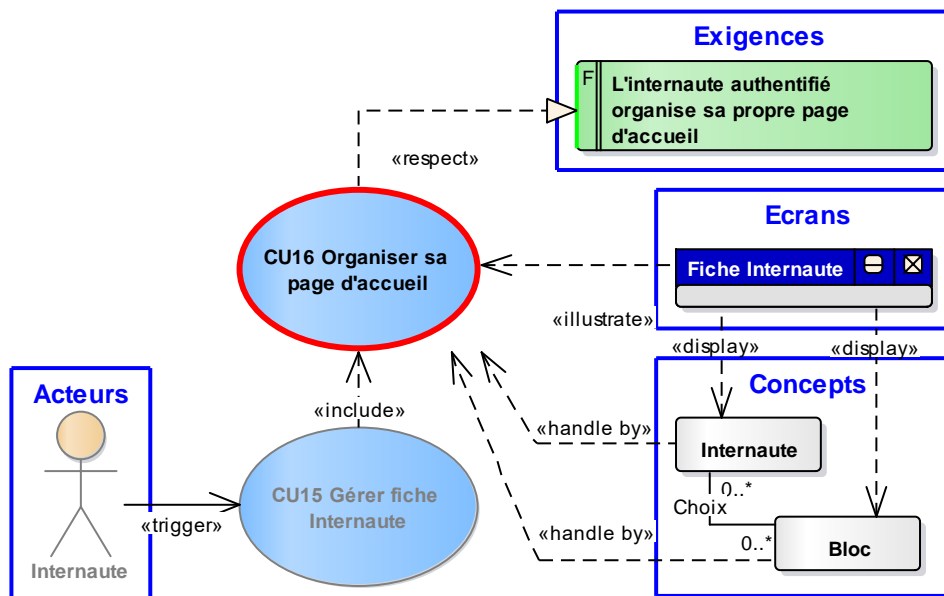 Exigences
F
L'internaute authentifié
organise sa propre page
d'accueil
«respect»
CU16 Organiser sa
page d'accueil
Ecrans
Fiche Internaute
«illustrate»
«display»
«display»
Acteurs
Internaute
«trigger»
«include»
CU15 Gérer fiche
Internaute
Concepts
«handle by»
Internaute
0..*
Choix
«handle by»
0..*
Bloc